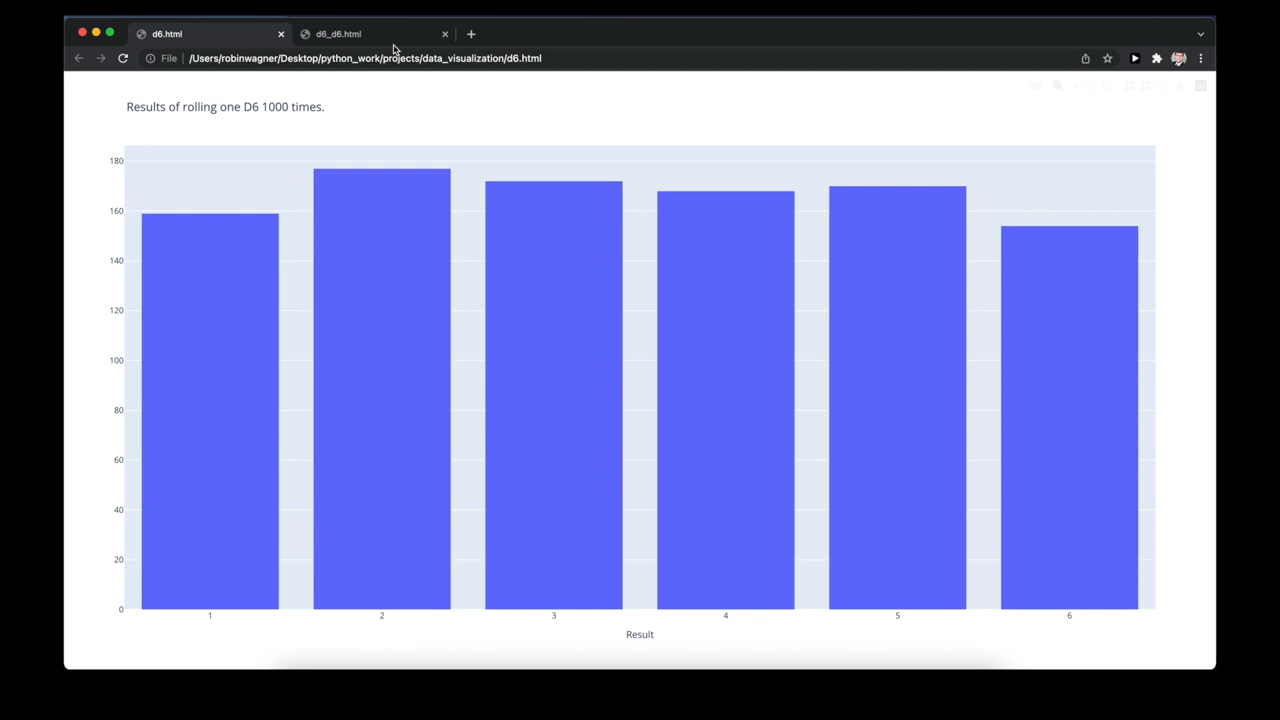 d6.html
d6_d6.html
File
/Users/robinwagner/Desktop/python_work/projects/data_visualization/d6.html
Results of rolling one D6 1000 times.
180
160
140
120
100
80
60
40
20
0
1 2 3 4 5 6
Result